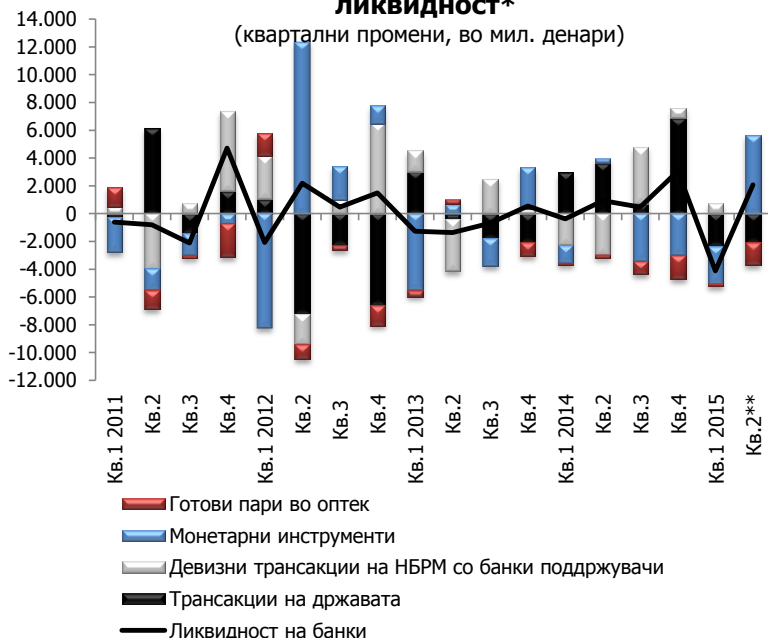 ликвидност*
(квартални промени, во мил. денари)
14.000
12.000
10.000
8.000
6.000
4.000
2.000
0
-2.000
-4.000
-6.000
-8.000
-10.000
-12.000
Кв.1 2011
Кв.2
Кв.3
Кв.4
Кв.1 2012
Кв.2
Кв.3
Кв.4
Кв.1 2013
Кв.2
Кв.3
Кв.4
Кв.1 2014
Кв.2
Кв.3
Кв.4
Кв.1 2015
Кв.2**
Готови пари во оптек
Монетарни инструменти
Девизни трансакции на НБРМ со банки поддржувачи
Трансакции на државата
Ликвидност на банки